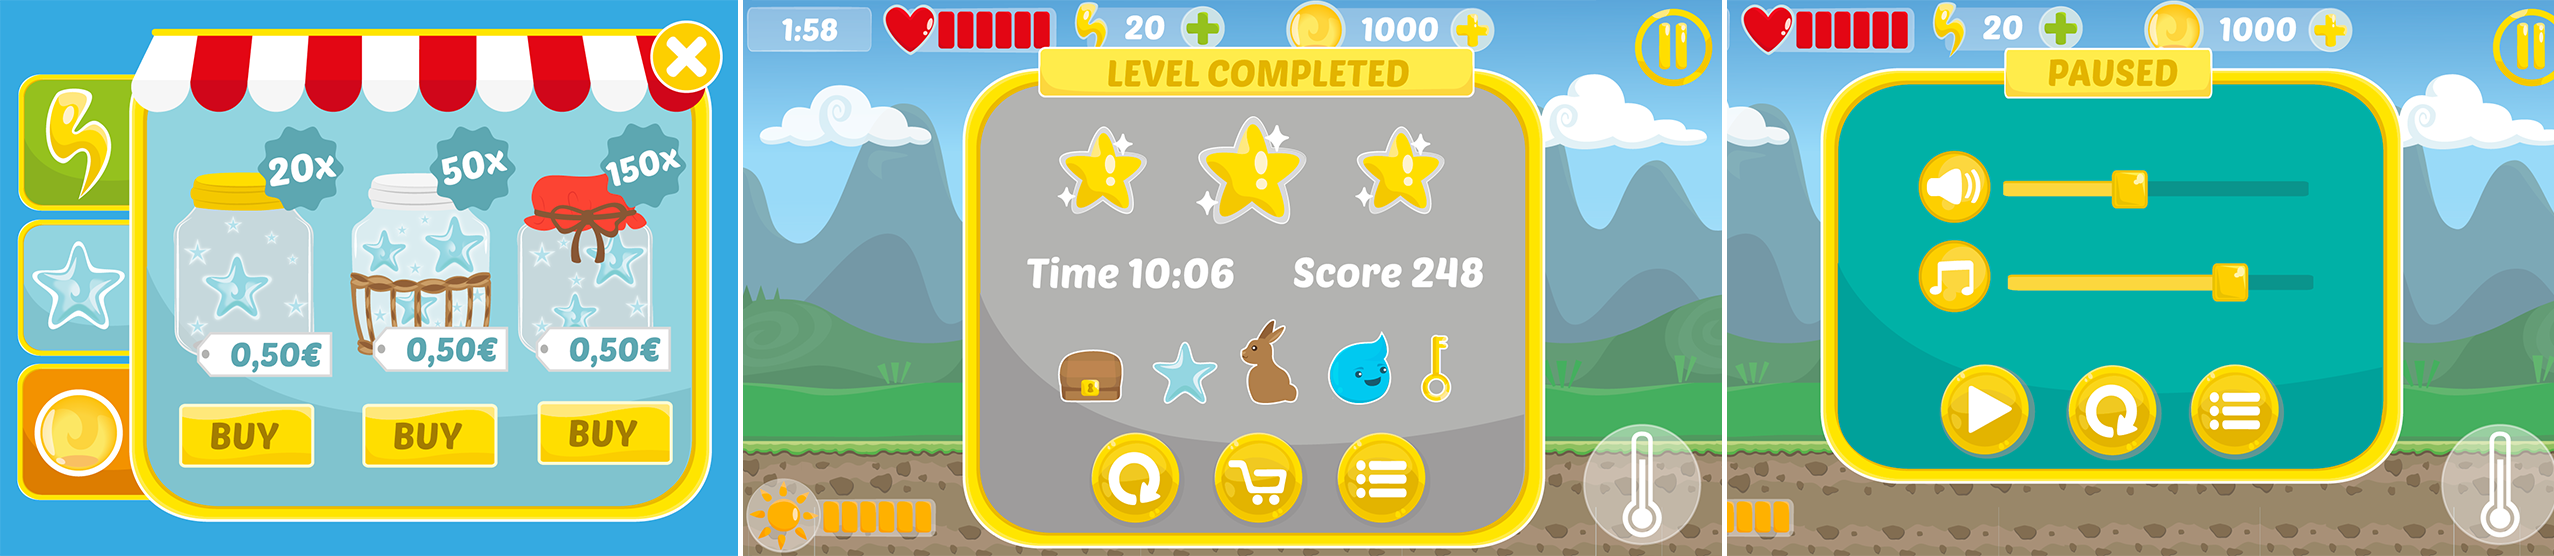 20x
50x
150x
0,50€
0,50€
0,50€
BUY
BUY
BUY
1:58
20
1000
LEVEL COMPLETED
Time 10:06
Score 248
20
1000
PAUSED